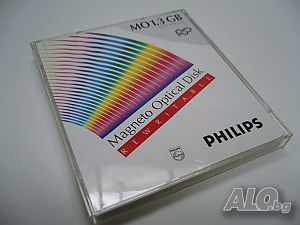 MO 1.3 GB
Magneto Optical Disk
REWRITABLE
PHILIPS
ALO.bg